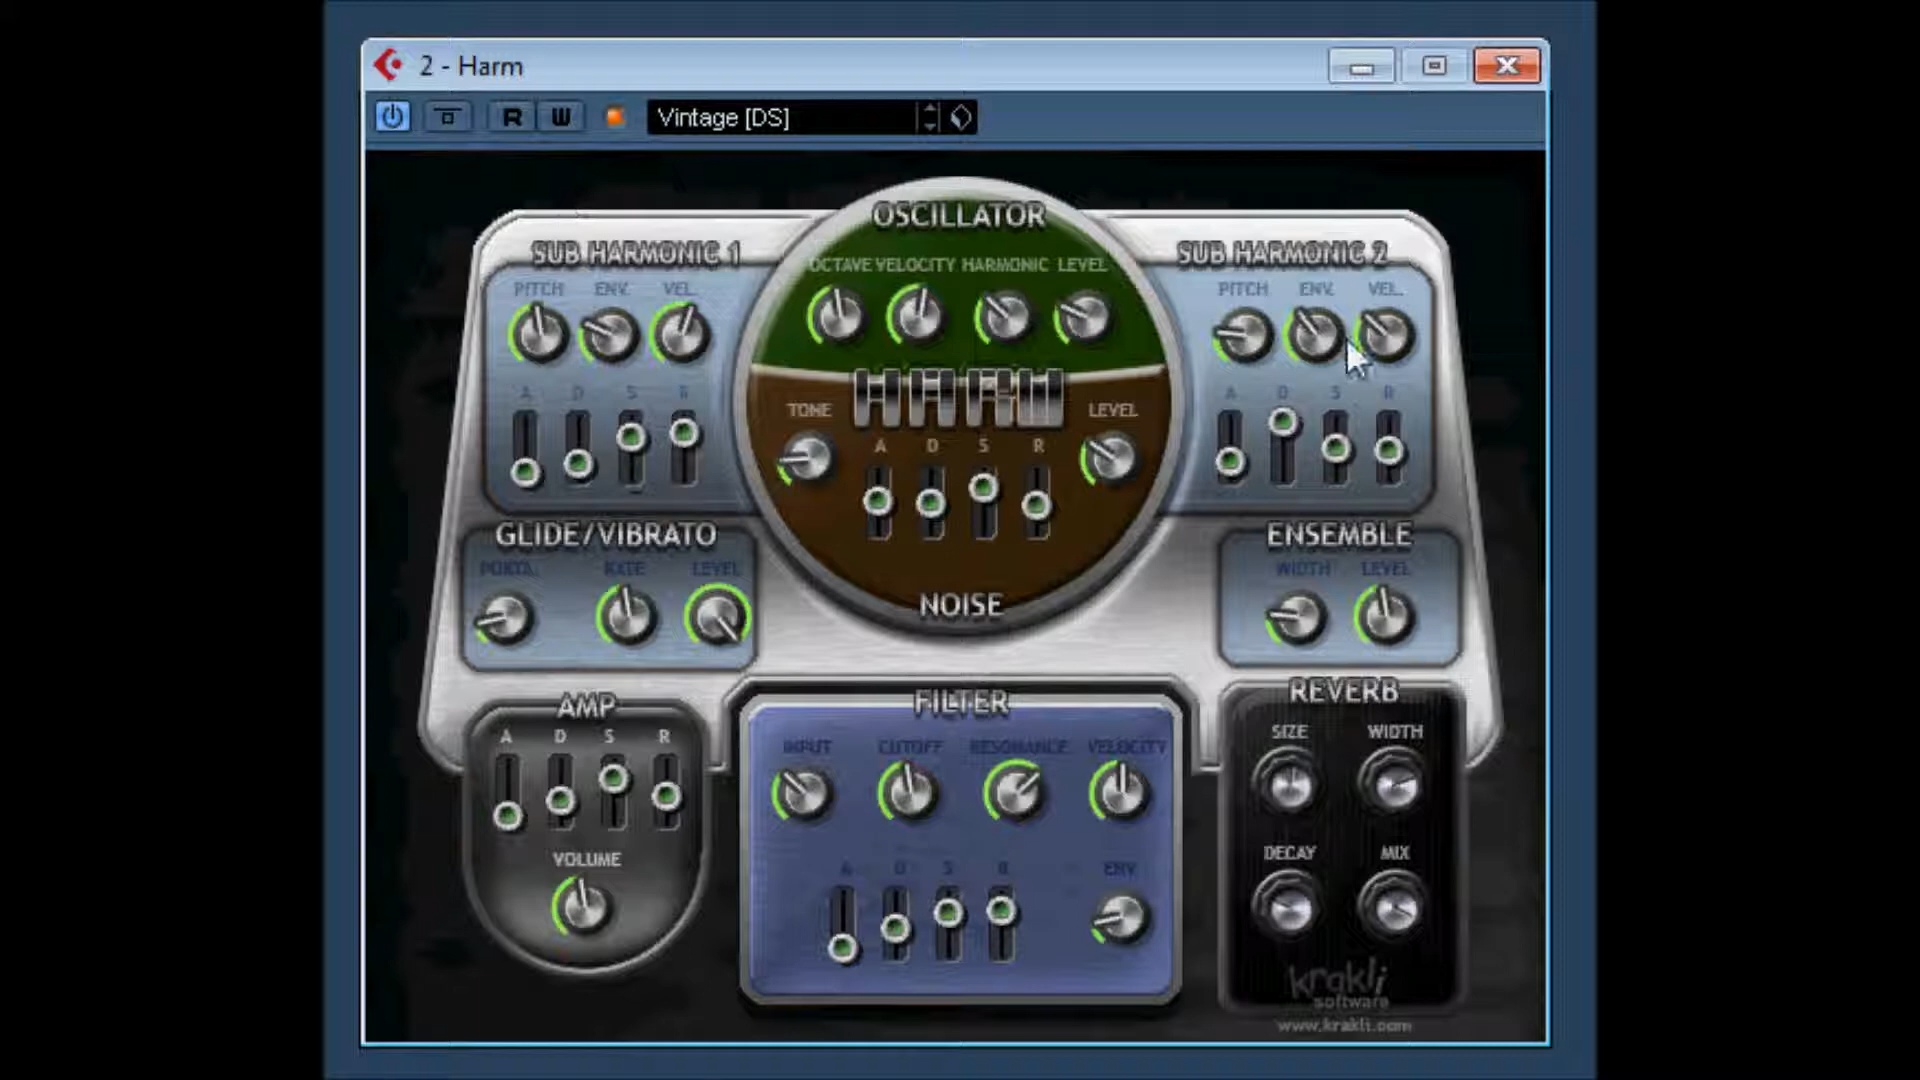 2 - Harm
R W Vintage [DS]
OSCILLATOR
SUB HARMONIC 1
SUB HARMONIC 2
OCTAVE VELOCITY HARMONIC LEVEL
PITCH ENV. VEL.
PITCH ENV. VEL.
HARM
A D S R
TONE
LEVEL
A D S R
A D S R
GLIDE/VIBRATO
ENSEMBLE
PORTA. RATE LEVEL
WIDTH LEVEL
NOISE
AMP
FILTER
REVERB
A D S R
INPUT CUTOFF RESONANCE VELOCITY
SIZE WIDTH
VOLUME
DECAY MIX
A D S R
ENV.
krakli
software
www.krakli.com